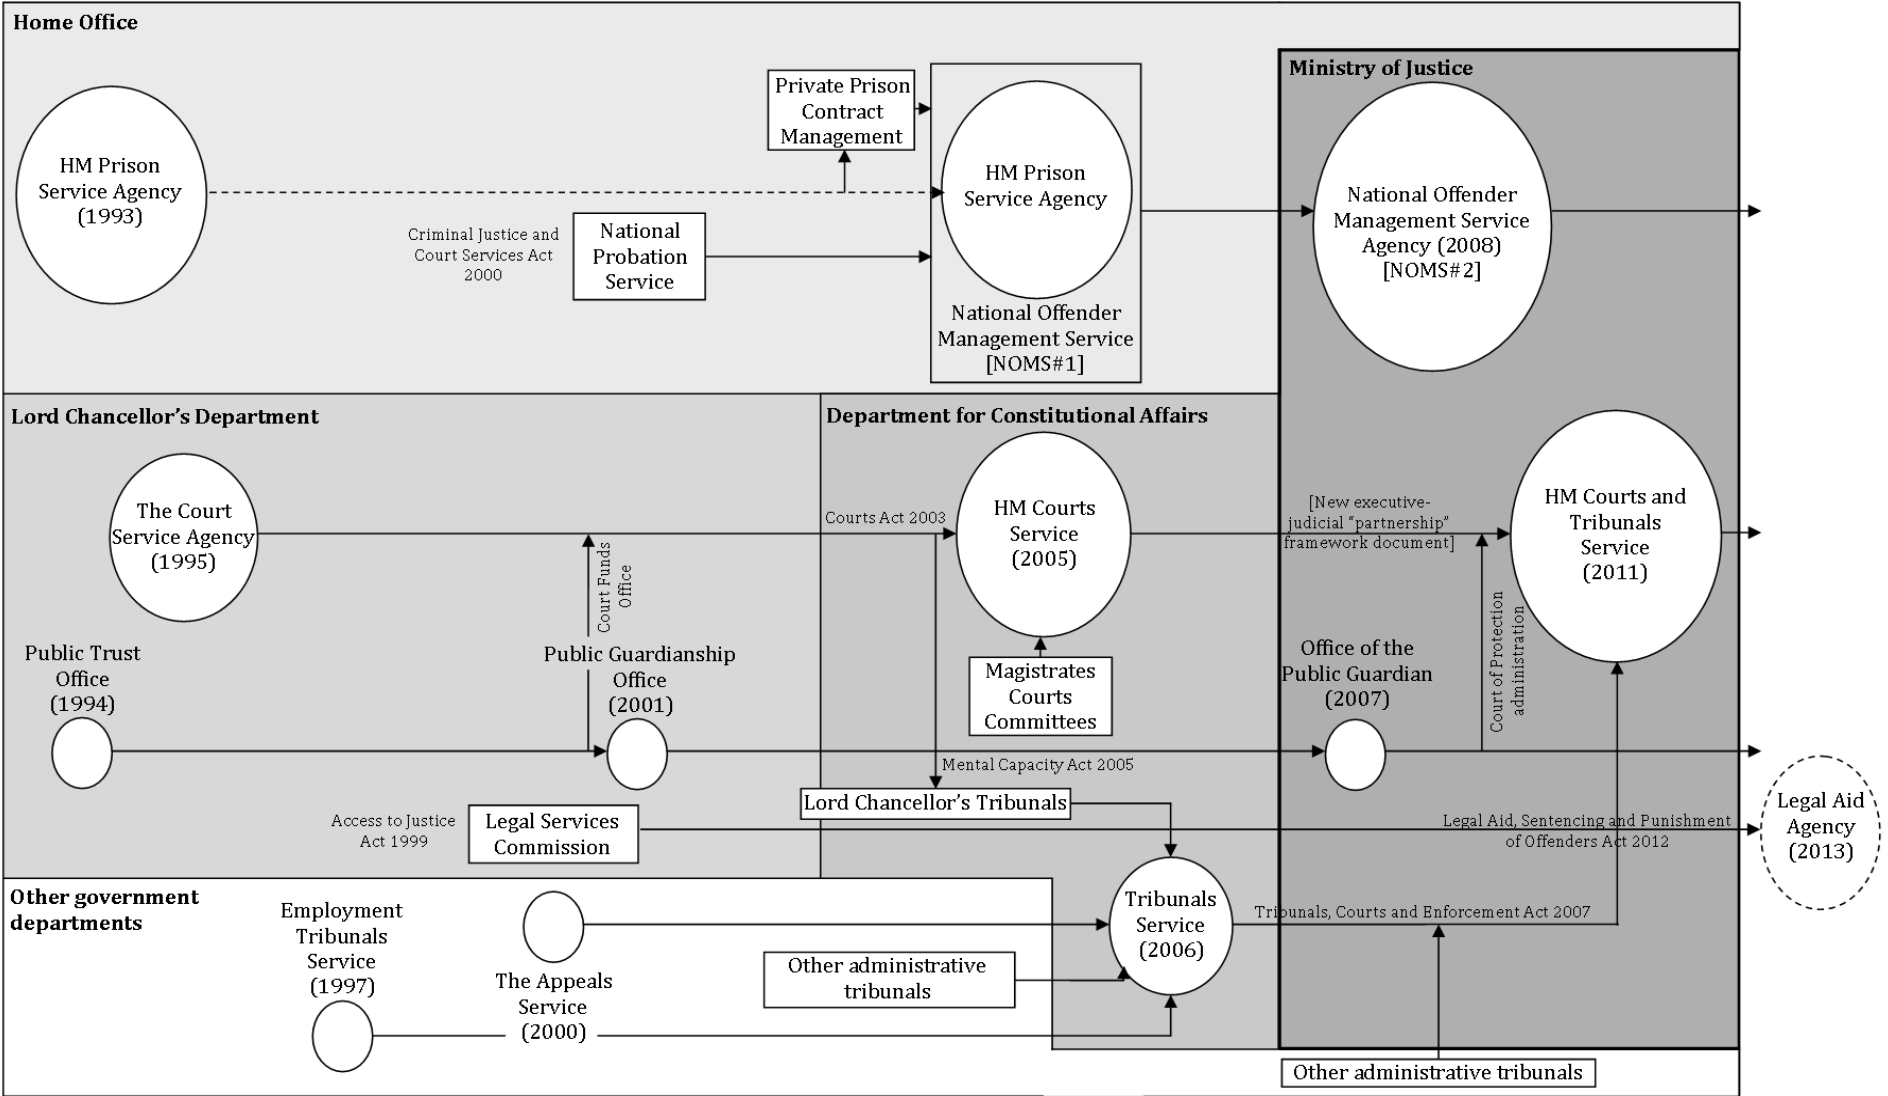 Home Office
Ministry of Justice
Private Prison
Contract
Management
HM Prison
Service Agency
(1993)
HM Prison
Service Agency
National Offender
Management Service
Agency (2008)
[NOMS#2]
Criminal Justice and
Court Services Act
2000
National
Probation
Service
National Offender
Management Service
[NOMS#1]
Lord Chancellor’s Department
Department for Constitutional Affairs
The Court
Service Agency
(1995)
Courts Act 2003
HM Courts
Service
(2005)
[New executive-
judicial “partnership”
framework document]
HM Courts and
Tribunals
Service
(2011)
Court Funds
Office
Public Trust
Office
(1994)
Public Guardianship
Office
(2001)
Magistrates
Courts
Committees
Office of the
Public Guardian
(2007)
Court of Protection
administration
Mental Capacity Act 2005
Lord Chancellor’s Tribunals
Access to Justice
Act 1999
Legal Services
Commission
Legal Aid, Sentencing and Punishment
of Offenders Act 2012
Legal Aid
Agency
(2013)
Other government
departments
Employment
Tribunals
Service
(1997)
The Appeals
Service
(2000)
Other administrative
tribunals
Tribunals
Service
(2006)
Tribunals, Courts and Enforcement Act 2007
Other administrative tribunals